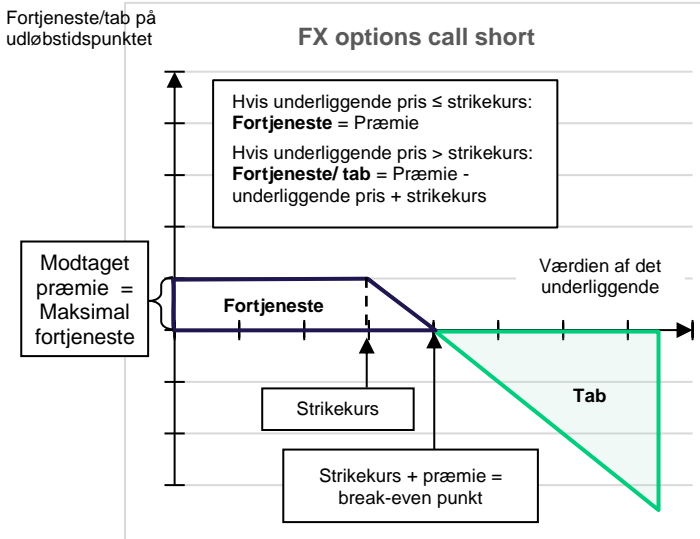 Fortjeneste/tab på
udløbstidspunktet
FX options call short
Hvis underliggende pris ≤ strikekurs:
Fortjeneste = Præmie
Hvis underliggende pris > strikekurs:
Fortjeneste/ tab = Præmie -
underliggende pris + strikekurs
Modtaget
præmie =
Maksimal
fortjeneste
Fortjeneste
Værdien af det
underliggende
Strikekurs
Tab
Strikekurs + præmie =
break-even punkt